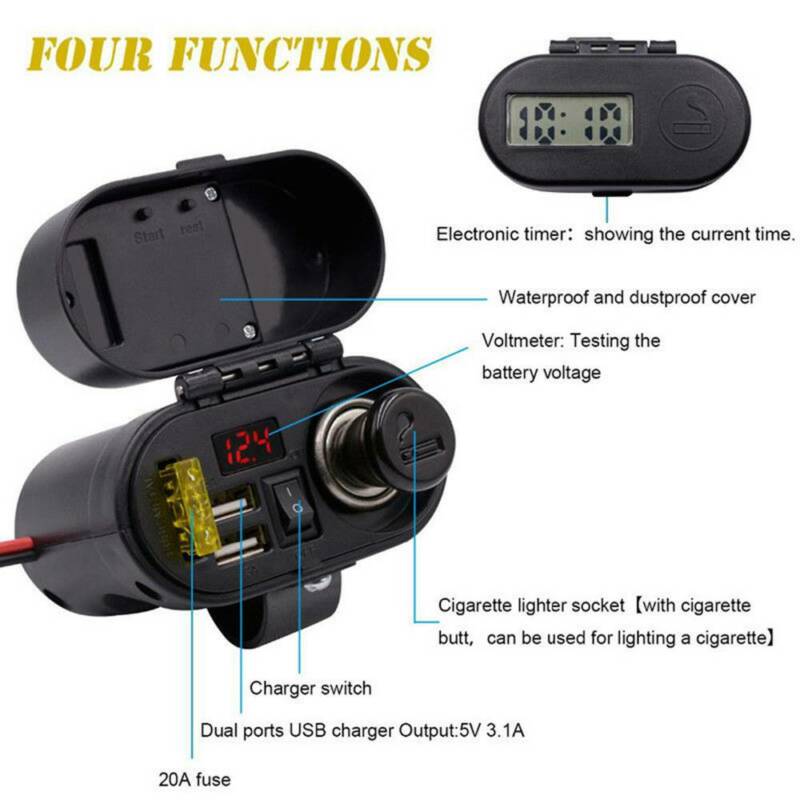 FOUR FUNCTIONS
10:10
Electronic timer: showing the current time.
Start rest
Waterproof and dustproof cover
Voltmeter: Testing the
battery voltage
12.4
Cigarette lighter socket【with cigarette
butt, can be used for lighting a cigarette】
Charger switch
Dual ports USB charger Output:5V 3.1A
20A fuse